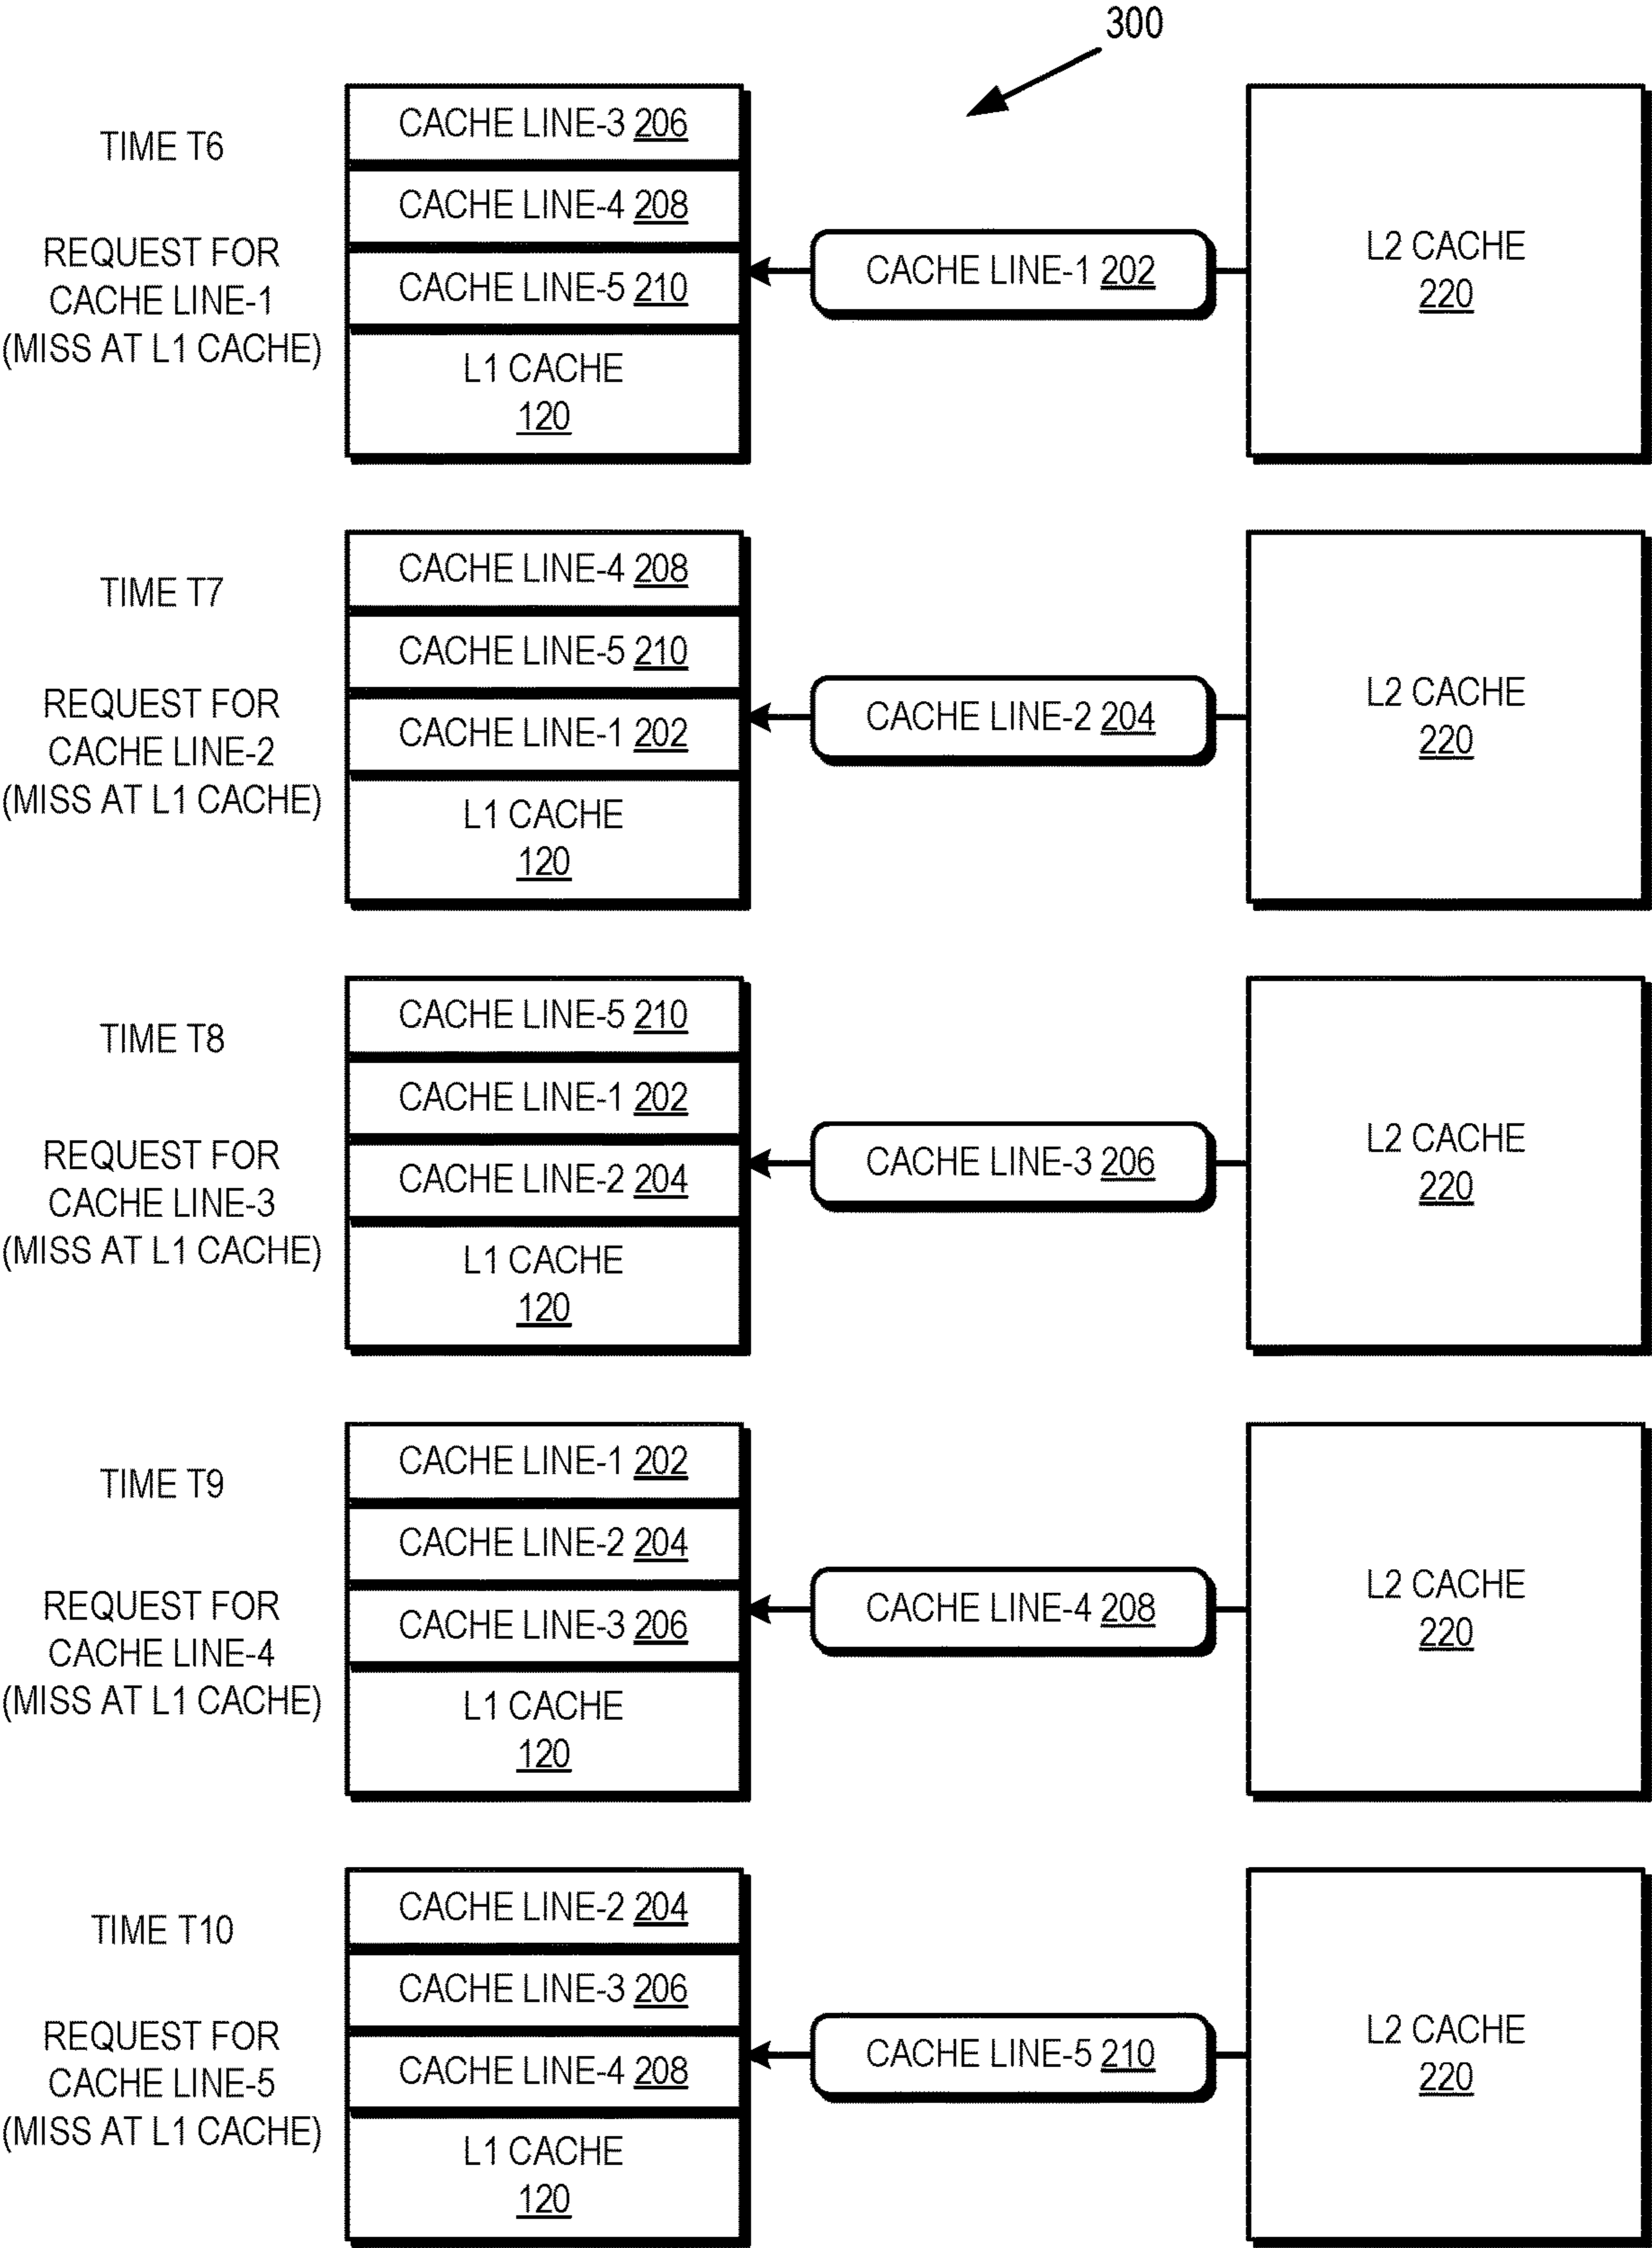 300
TIME T6
REQUEST FOR
CACHE LINE-1
(MISS AT L1 CACHE)
CACHE LINE-3 206
CACHE LINE-4 208
CACHE LINE-5 210
L1 CACHE
120
CACHE LINE-1 202
L2 CACHE
220
TIME T7
REQUEST FOR
CACHE LINE-2
(MISS AT L1 CACHE)
CACHE LINE-4 208
CACHE LINE-5 210
CACHE LINE-1 202
L1 CACHE
120
CACHE LINE-2 204
L2 CACHE
220
TIME T8
REQUEST FOR
CACHE LINE-3
(MISS AT L1 CACHE)
CACHE LINE-5 210
CACHE LINE-1 202
CACHE LINE-2 204
L1 CACHE
120
CACHE LINE-3 206
L2 CACHE
220
TIME T9
REQUEST FOR
CACHE LINE-4
(MISS AT L1 CACHE)
CACHE LINE-1 202
CACHE LINE-2 204
CACHE LINE-3 206
L1 CACHE
120
CACHE LINE-4 208
L2 CACHE
220
TIME T10
REQUEST FOR
CACHE LINE-5
(MISS AT L1 CACHE)
CACHE LINE-2 204
CACHE LINE-3 206
CACHE LINE-4 208
L1 CACHE
120
CACHE LINE-5 210
L2 CACHE
220